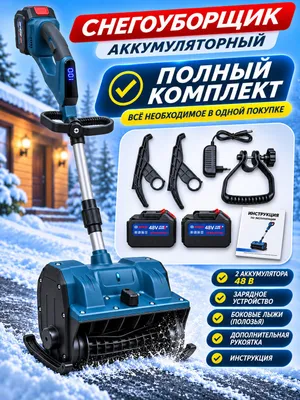 СНЕГОУБОРЩИК
АККУМУЛЯТОРНЫЙ
ПОЛНЫЙ
КОМПЛЕКТ
ВСЁ НЕОБХОДИМОЕ В ОДНОЙ ПОКУПКЕ
100
ИНСТРУКЦИЯ
48V
48V
2 АККУМУЛЯТОРА
48 В
ЗАРЯДНОЕ
УСТРОЙСТВО
БОКОВЫЕ ЛЫЖИ
(ПОЛОЗЬЯ)
ДОПОЛНИТЕЛЬНАЯ
РУКОЯТКА
ИНСТРУКЦИЯ